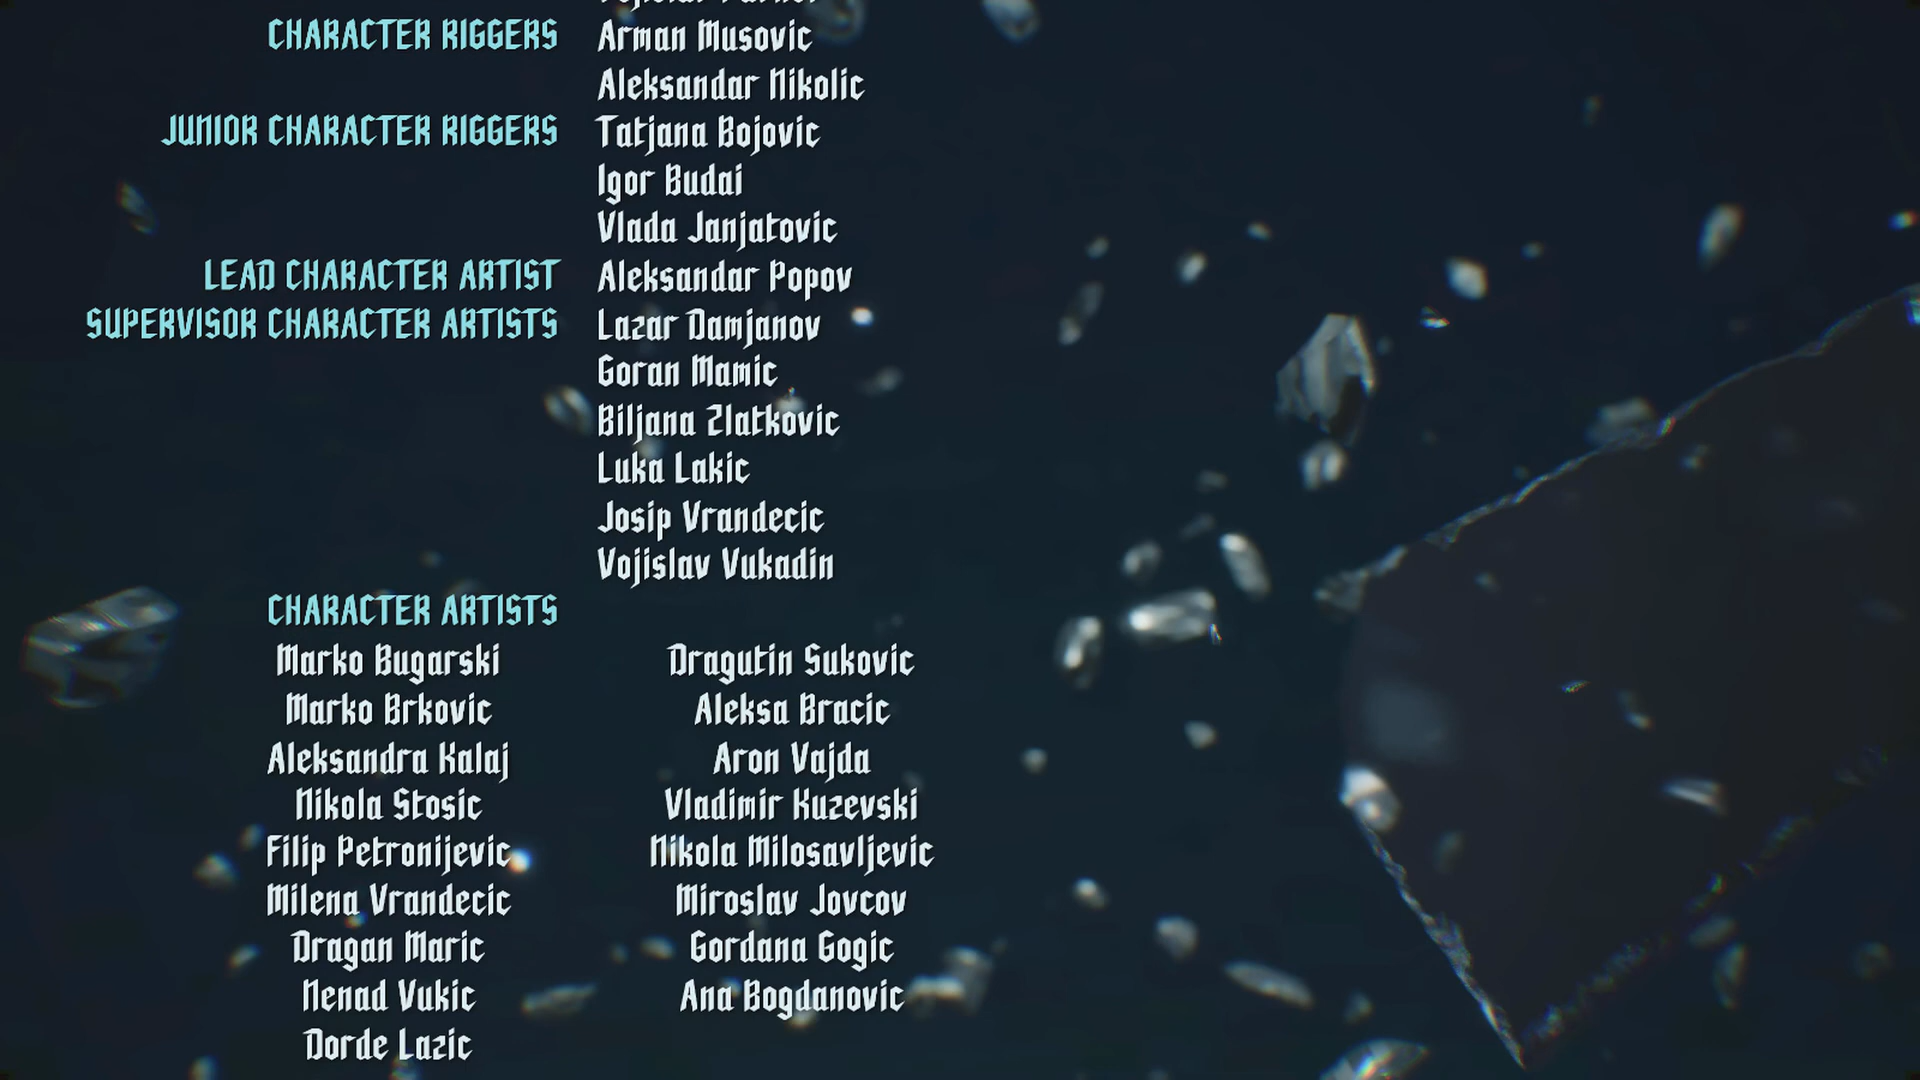 CHARACTER RIGGERS Arman Musovic
Aleksandar Nikolic
JUNIOR CHARACTER RIGGERS Tatjana Bojovic
Igor Budai
Vlada Janjatovic
LEAD CHARACTER ARTIST Aleksandar Popov
SUPERVISOR CHARACTER ARTISTS Lazar Damjanov
Goran Mamic
Biljana Zlatkovic
Luka Lakic
Josip Vrandecic
Vojislav Vukadin
CHARACTER ARTISTS
Marko Bugarski Dragutin Sukovic
Marko Brkovic Aleksa Bracic
Aleksandra Kalaj Aron Vajda
Nikola Stosic Vladimir Kuzevski
Filip Petronijevic Nikola Milosavljevic
Milena Vrandecic Miroslav Jovcov
Dragan Maric Gordana Gogic
Nenad Vukic Ana Bogdanovic
Dorde Lazic